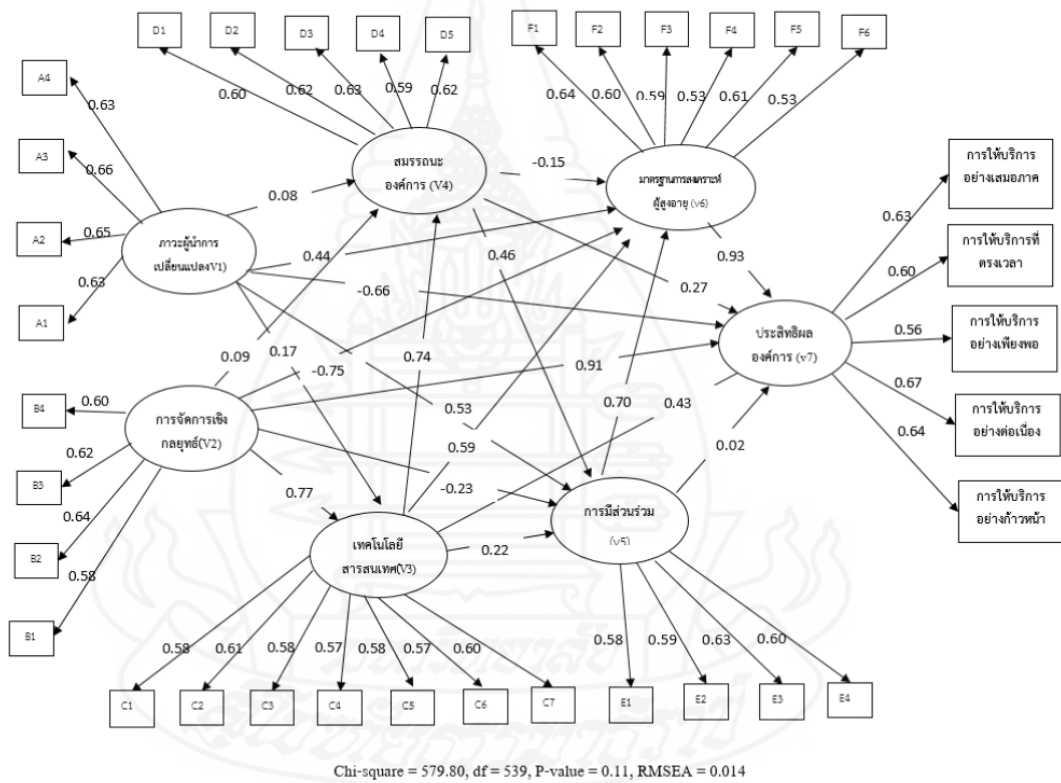 D1
D2
D3
D4
D5
F1
F2
F3
F4
F5
F6
A4
0.60
0.62
0.63
0.59
0.62
0.64
0.60
0.59
0.53
0.61
0.53
0.63
A3
0.66
A2
0.65
A1
0.63
สมรรถนะ
องค์การ (V4)
-0.15
มาตรฐานการสงเคราะห์
ผู้สูงอายุ (v6)
การให้บริการ
อย่างเสมอภาค
0.08
ภาวะผู้นำการ
เปลี่ยนแปลงV1)
0.44
0.46
0.93
0.63
การให้บริการที่
ตรงเวลา
0.60
-0.66
0.27
ประสิทธิผล
องค์การ (v7)
0.56
การให้บริการ
อย่างเพียงพอ
0.09
0.17
-0.75
0.74
0.91
0.67
การให้บริการ
อย่างต่อเนื่อง
0.64
B4
0.60
การจัดการเชิง
กลยุทธ์(V2)
0.53
0.70
0.43
0.59
0.02
B3
0.62
0.77
-0.23
การให้บริการ
อย่างก้าวหน้า
B2
0.64
เทคโนโลยี
สารสนเทศ(V3)
0.22
การมีส่วนร่วม
(v5)
B1
0.58
0.58
0.61
0.58
0.57
0.58
0.57
0.60
0.58
0.59
0.63
0.60
C1
C2
C3
C4
C5
C6
C7
E1
E2
E3
E4
Chi-square = 579.80, df = 539, P-value = 0.11, RMSEA = 0.014